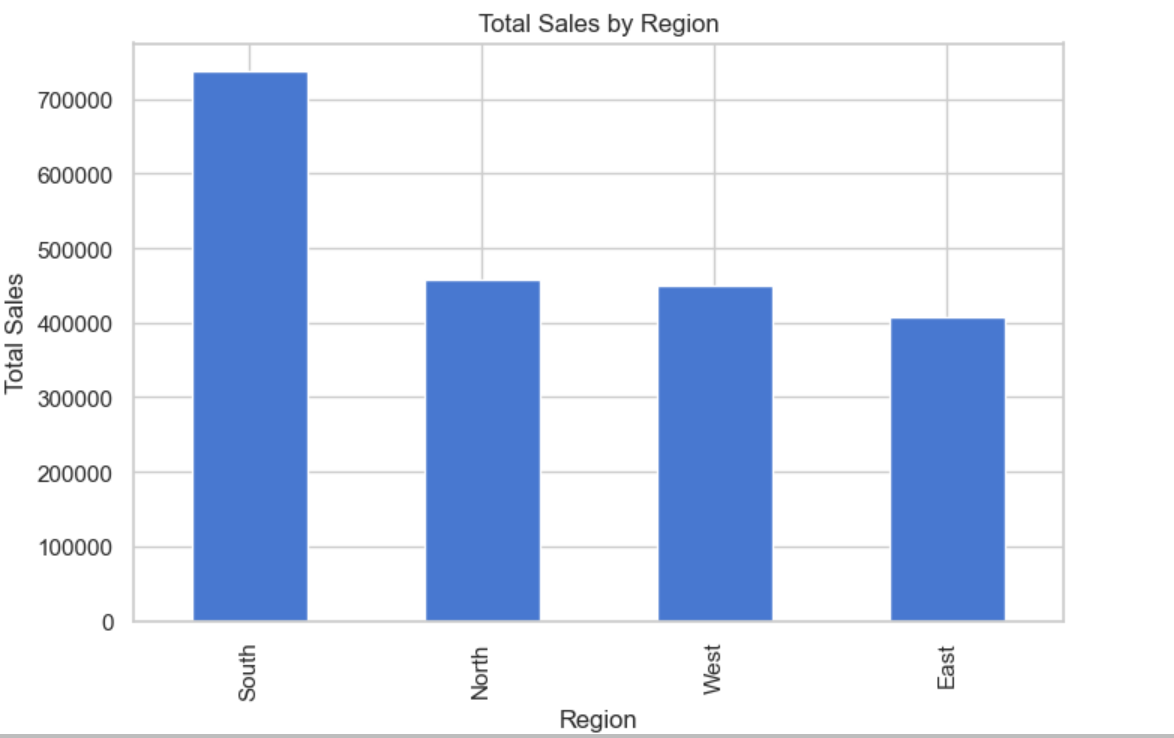 Total Sales by Region
Total Sales
700000
600000
500000
400000
300000
200000
100000
0
South
North
West
East
Region